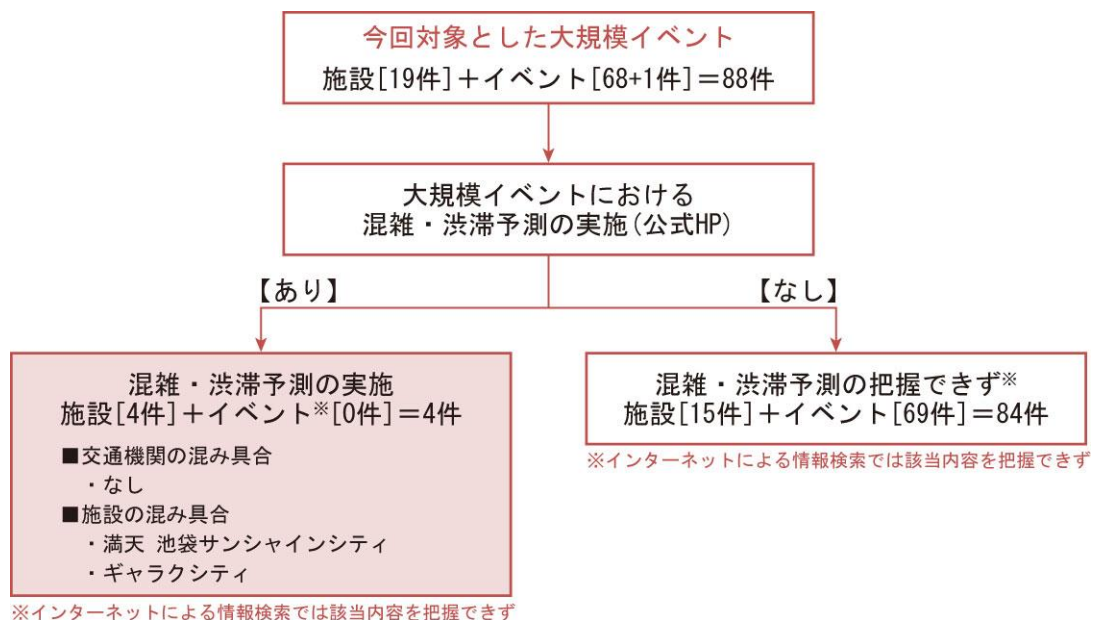 今回対象とした大規模イベント
施設[19件]＋イベント[68+1件]＝88件
大規模イベントにおける
混雑・渋滞予測の実施(公式HP)
【あり】
【なし】
混雑・渋滞予測の実施
施設[4件]＋イベント※[0件]＝4件
■交通機関の混み具合
・なし
■施設の混み具合
・満天 池袋サンシャインシティ
・ギャラクシティ
※インターネットによる情報検索では該当内容を把握できず
混雑・渋滞予測の把握できず※
施設[15件]＋イベント[69件]＝84件
※インターネットによる情報検索では該当内容を把握できず